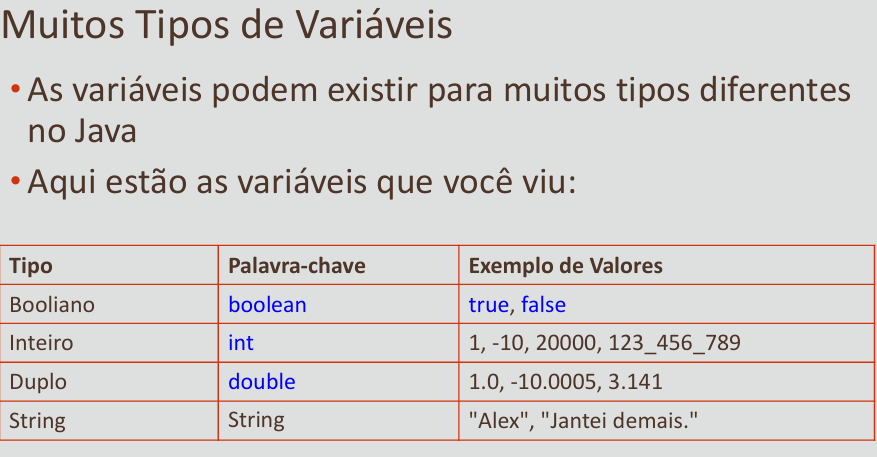 Muitos Tipos de Variáveis
• As variáveis podem existir para muitos tipos diferentes
no Java
• Aqui estão as variáveis que você viu:
Tipo Palavra-chave Exemplo de Valores
Booliano boolean true, false
Inteiro int 1, -10, 20000, 123_456_789
Duplo double 1.0, -10.0005, 3.141
String String "Alex", "Jantei demais."